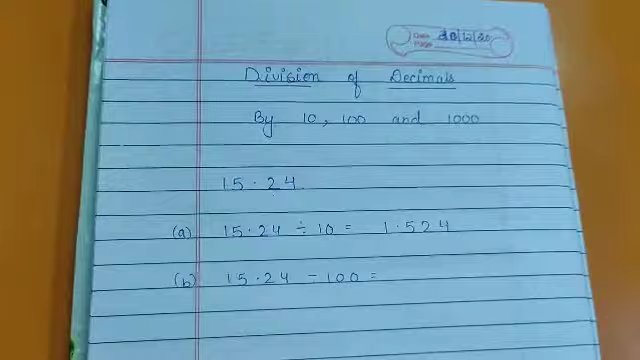 Date 20/12/20
Page
Division of Decimals
By 10, 100 and 1000
15.24
(a) 15.24 ÷ 10 = 1.524
(b) 15.24 − 100 =